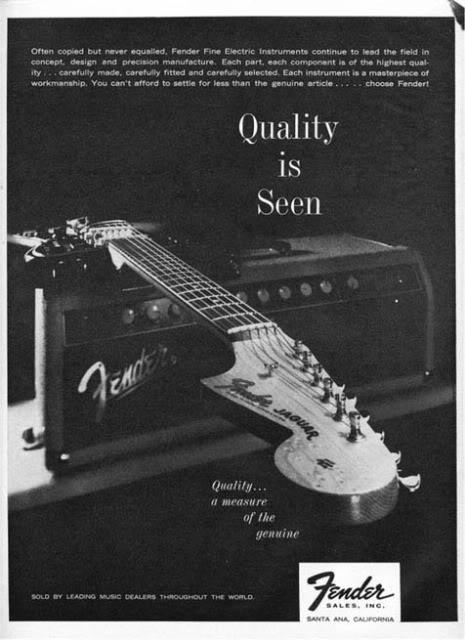 Often copied but never equalled, Fender Fine Electric Instruments continue to lead the field in
concept, design and precision manufacture. Each part, each component is of the highest qual-
ity . . . carefully made, carefully fitted and carefully selected. Each instrument is a masterpiece of
workmanship. You can't afford to settle for less than the genuine article . . . . . choose Fender!
Quality
is
Seen
Fender
Fender JAGUAR
Quality...
a measure
of the
genuine
SOLD BY LEADING MUSIC DEALERS THROUGHOUT THE WORLD.
Fender
SALES, INC.
SANTA ANA, CALIFORNIA